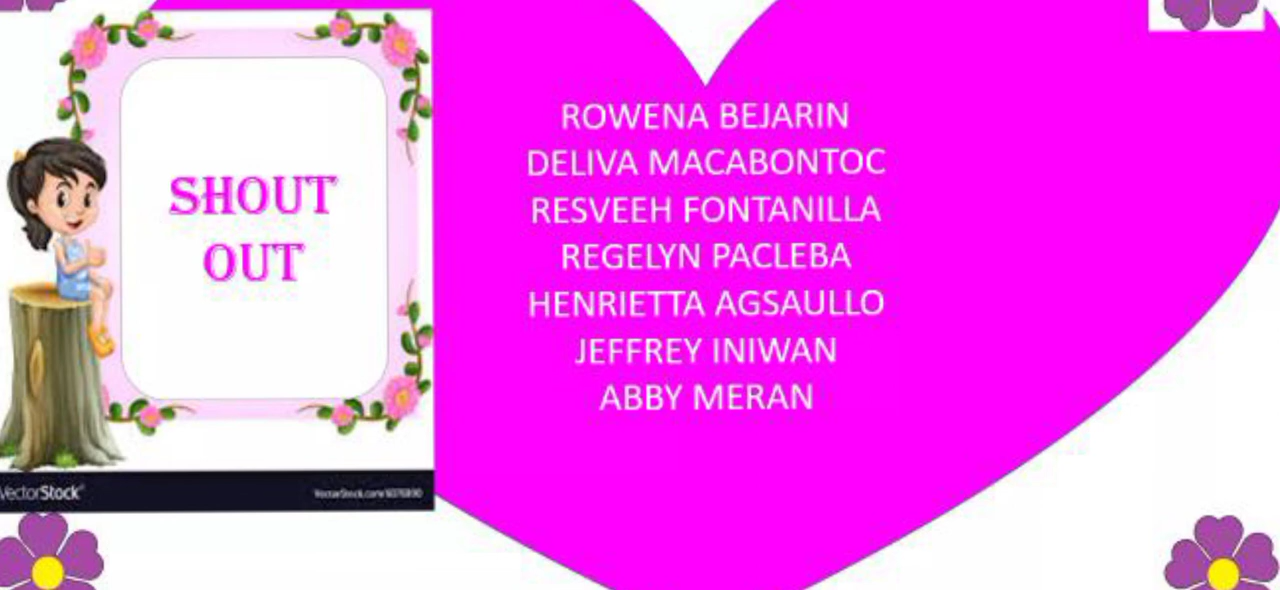 SHOUT
OUT
ROWENA BEJARIN
DELIVA MACABONTOC
RESVEEH FONTANILLA
REGELYN PACLEBA
HENRIETTA AGSAULLO
JEFFREY INIWAN
ABBY MERAN
VectorStock®